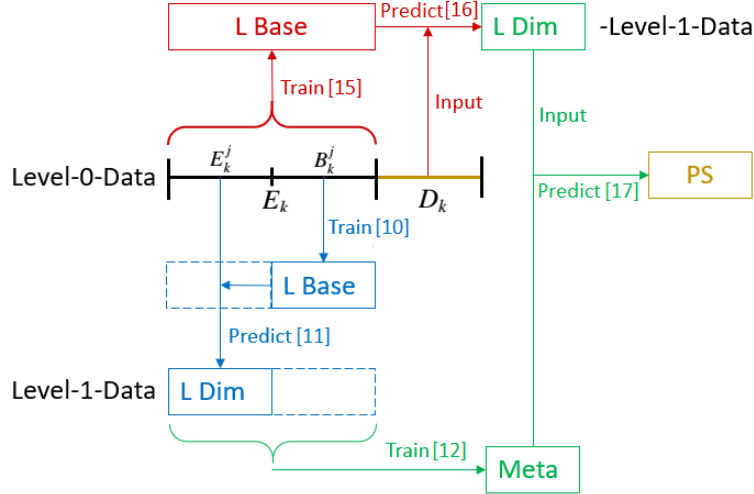 L Base
Predict[16]
L Dim
-Level-1-Data
Train [15]
Input
Input
Level-0-Data
$E_k^j$
$B_k^j$
$E_k$
$D_k$
Predict [17]
PS
Train [10]
L Base
Predict [11]
Level-1-Data
L Dim
Train [12]
Meta